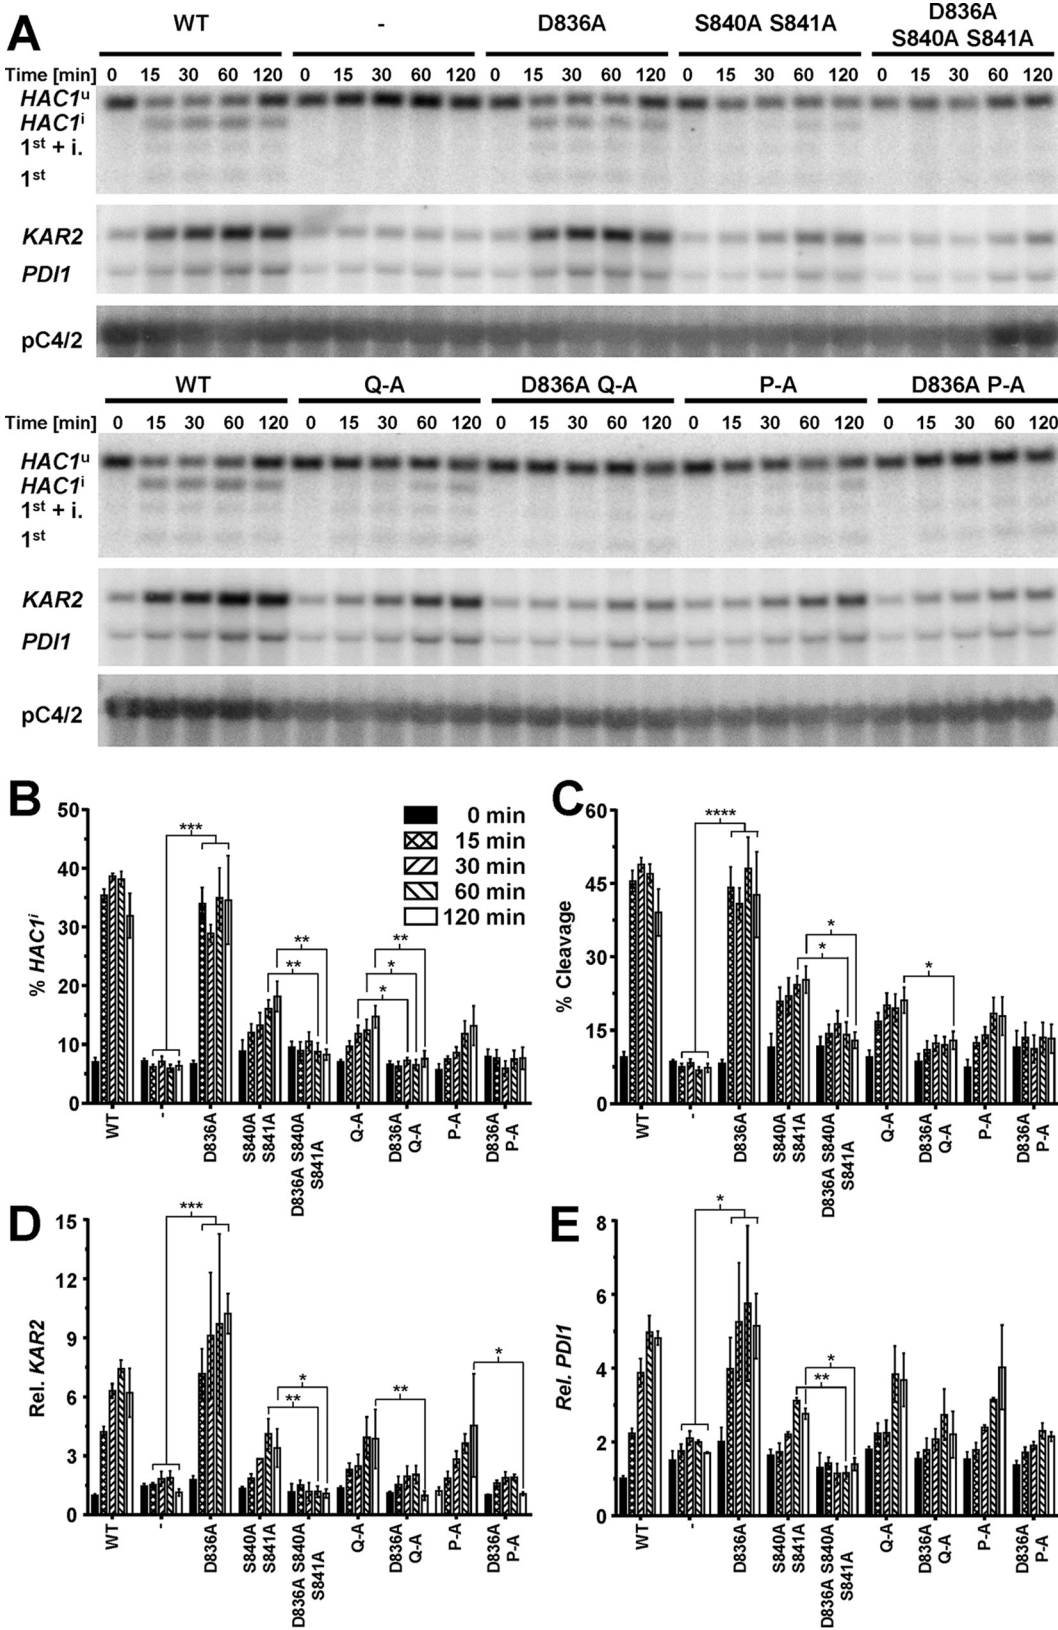 A
WT - D836A S840A S841A D836A
S840A S841A
Time [min] 0 15 30 60 120 0 15 30 60 120 0 15 30 60 120 0 15 30 60 120 0 15 30 60 120
HAC1ᵘ
HAC1ⁱ
1ˢᵗ + i.
1ˢᵗ
KAR2
PDI1
pC4/2
WT Q-A D836A Q-A P-A D836A P-A
Time [min] 0 15 30 60 120 0 15 30 60 120 0 15 30 60 120 0 15 30 60 120 0 15 30 60 120
HAC1ᵘ
HAC1ⁱ
1ˢᵗ + i.
1ˢᵗ
KAR2
PDI1
pC4/2
B
% HAC1ⁱ
50
40
30
20
10
0
*** ** ** ** * *
0 min
15 min
30 min
60 min
120 min
WT
-
D836A
S840A
S841A
D836A S840A
S841A
Q-A
D836A
Q-A
P-A
D836A
P-A
C
% Cleavage
60
45
30
15
0
**** * * *
WT
-
D836A
S840A
S841A
D836A S840A
S841A
Q-A
D836A
Q-A
P-A
D836A
P-A
D
Rel. KAR2
15
12
9
6
3
0
*** * ** ** *
WT
-
D836A
S840A
S841A
D836A S840A
S841A
Q-A
D836A
Q-A
P-A
D836A
P-A
E
Rel. PDI1
8
6
4
2
0
* * **
WT
-
D836A
S840A
S841A
D836A S840A
S841A
Q-A
D836A
Q-A
P-A
D836A
P-A